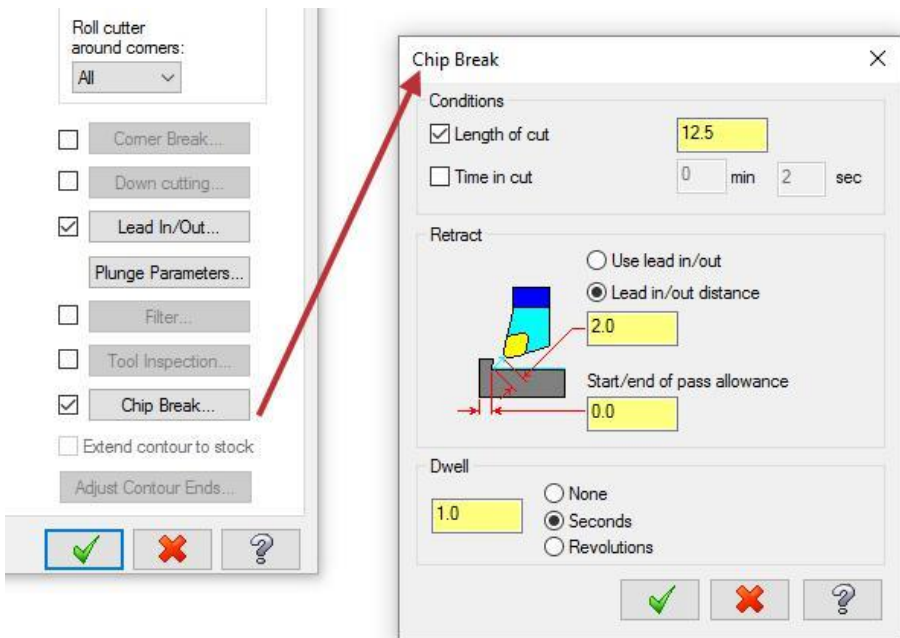 Roll cutter
around corners:
All
Corner Break...
Down cutting...
Lead In/Out...
Plunge Parameters...
Filter...
Tool Inspection...
Chip Break...
Extend contour to stock
Adjust Contour Ends...
Chip Break
Conditions
Length of cut 12.5
Time in cut 0 min 2 sec
Retract
Use lead in/out
Lead in/out distance
2.0
Start/end of pass allowance
0.0
Dwell
1.0
None
Seconds
Revolutions